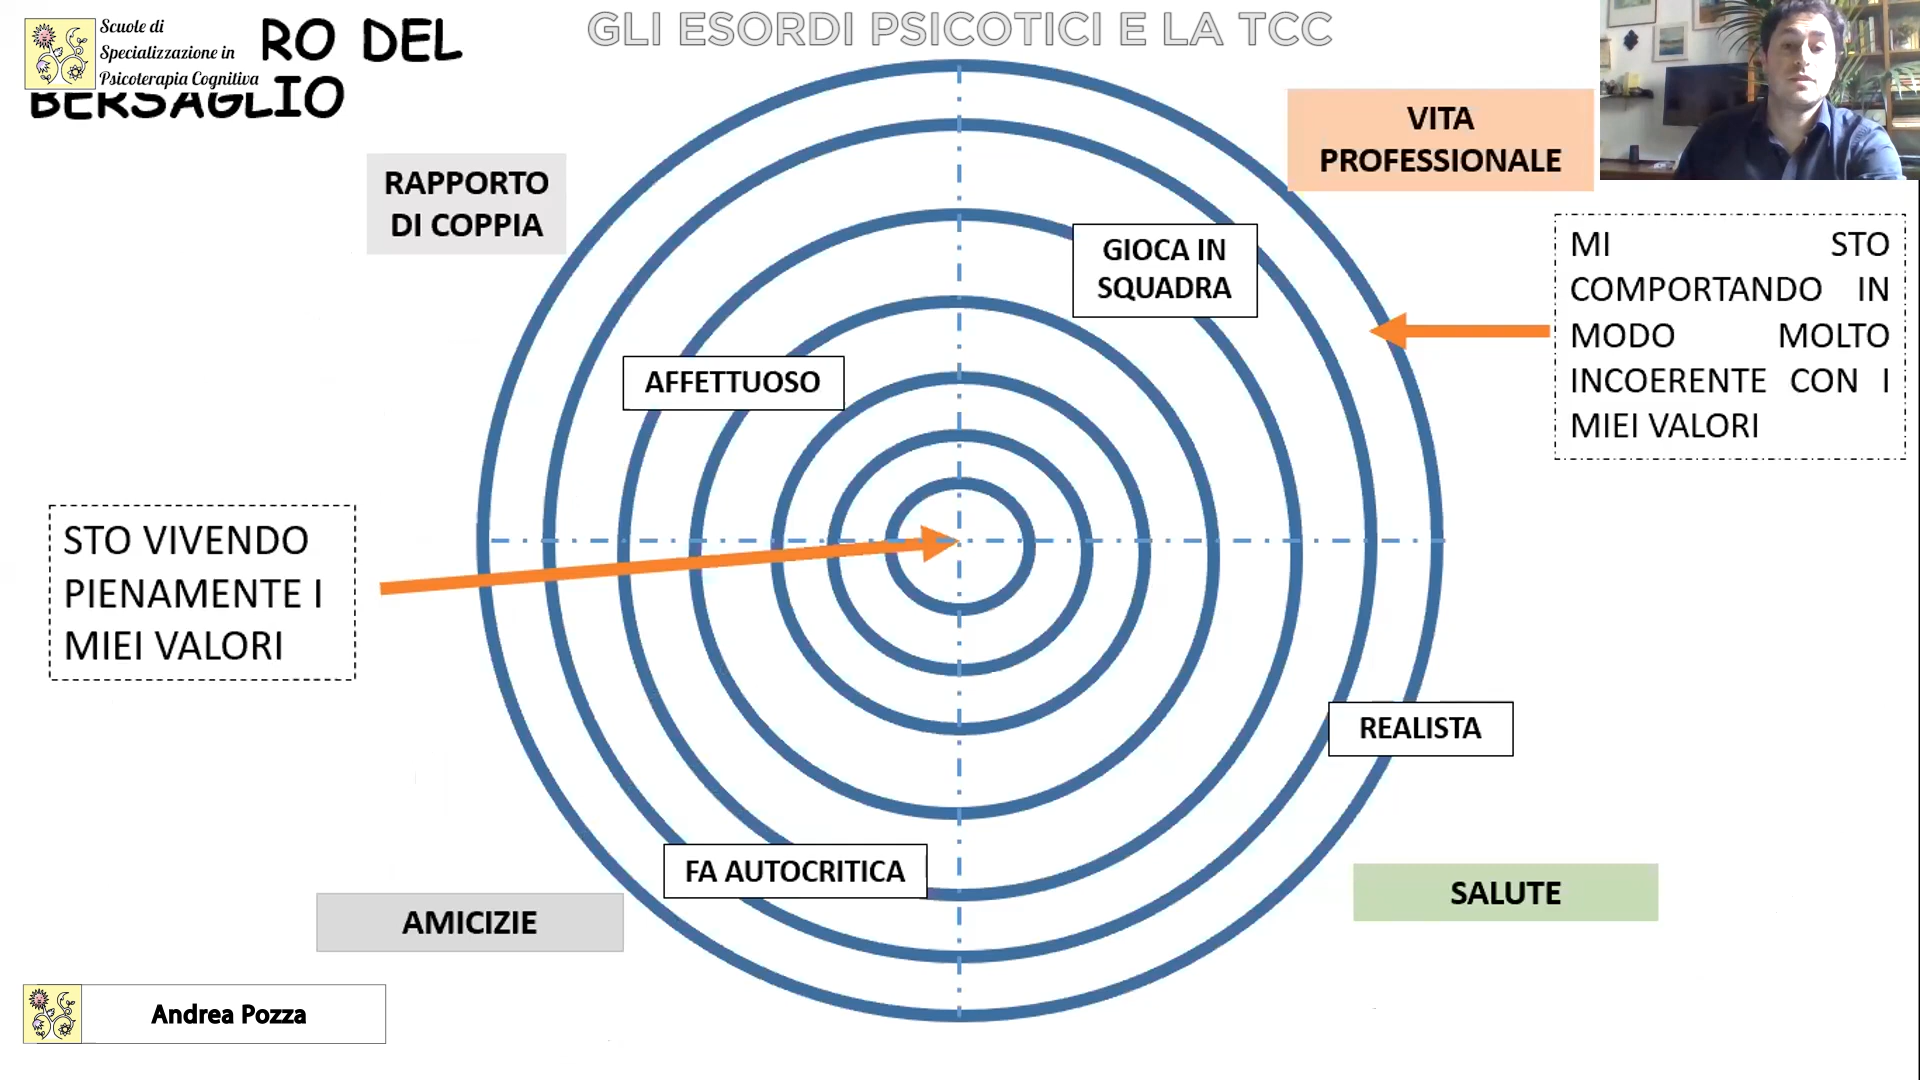 GLI ESORDI PSICOTICI E LA TCC
Scuole di
Specializzazione in
Psicoterapia Cognitiva
RO DEL
BERSAGLIO
VITA
PROFESSIONALE
RAPPORTO
DI COPPIA
GIOCA IN
SQUADRA
MI STO
COMPORTANDO IN
MODO MOLTO
INCOERENTE CON I
MIEI VALORI
AFFETTUOSO
STO VIVENDO
PIENAMENTE I
MIEI VALORI
REALISTA
FA AUTOCRITICA
SALUTE
AMICIZIE
Andrea Pozza